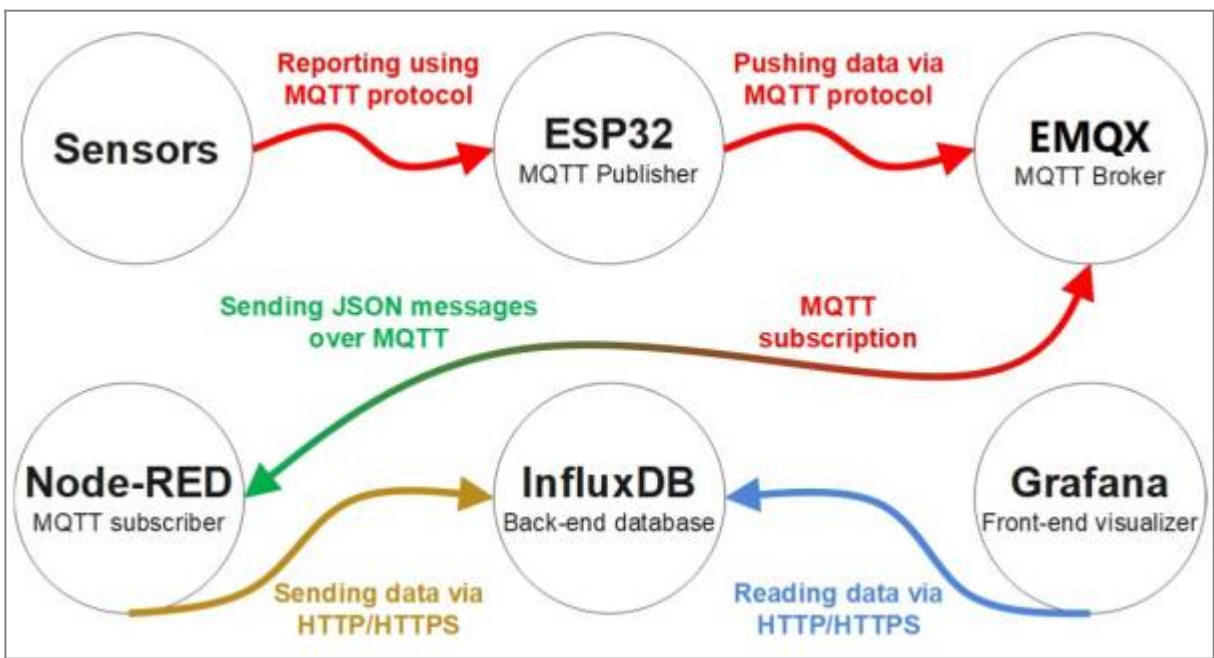 Reporting using
MQTT protocol
Pushing data via
MQTT protocol
Sensors
ESP32
MQTT Publisher
EMQX
MQTT Broker
Sending JSON messages
over MQTT
MQTT
subscription
Node-RED
MQTT subscriber
InfluxDB
Back-end database
Grafana
Front-end visualizer
Sending data via
HTTP/HTTPS
Reading data via
HTTP/HTTPS